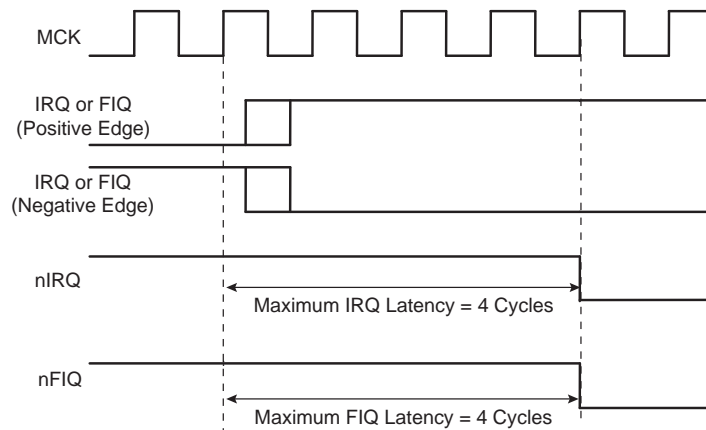 MCK
IRQ or FIQ
(Positive Edge)
IRQ or FIQ
(Negative Edge)
nIRQ
Maximum IRQ Latency = 4 Cycles
nFIQ
Maximum FIQ Latency = 4 Cycles